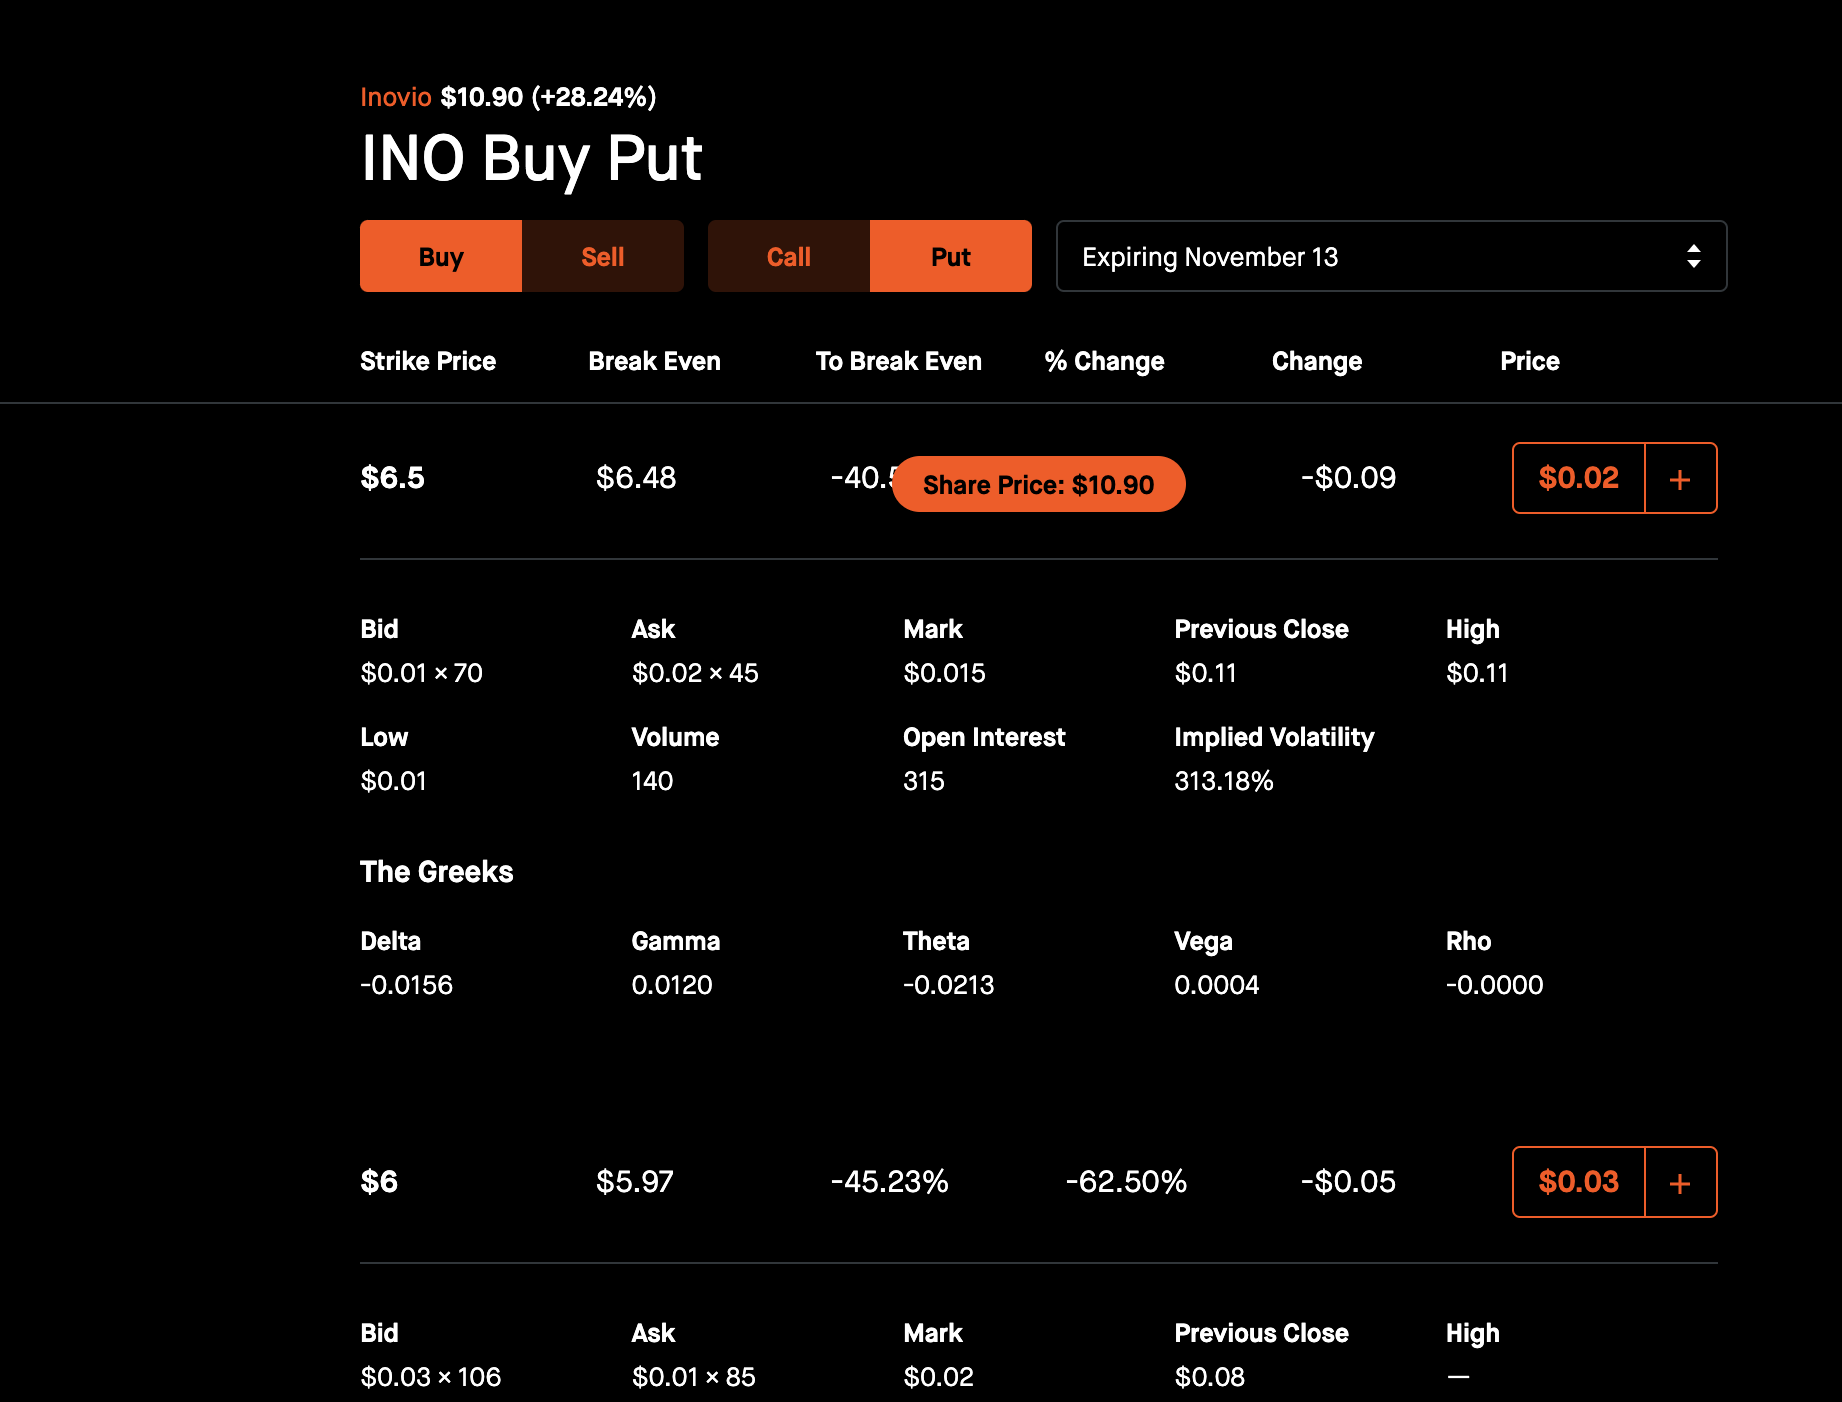 Inovio $10.90 (+28.24%)
INO Buy Put
Buy Sell Call Put Expiring November 13
Strike Price Break Even To Break Even % Change Change Price
$6.5 $6.48 Share Price: $10.90 -$0.09 $0.02 +
Bid Ask Mark Previous Close High
$0.01 × 70 $0.02 × 45 $0.015 $0.11 $0.11
Low Volume Open Interest Implied Volatility
$0.01 140 315 313.18%
The Greeks
Delta Gamma Theta Vega Rho
-0.0156 0.0120 -0.0213 0.0004 -0.0000
$6 $5.97 -45.23% -62.50% -$0.05 $0.03 +
Bid Ask Mark Previous Close High
$0.03 × 106 $0.01 × 85 $0.02 $0.08 —